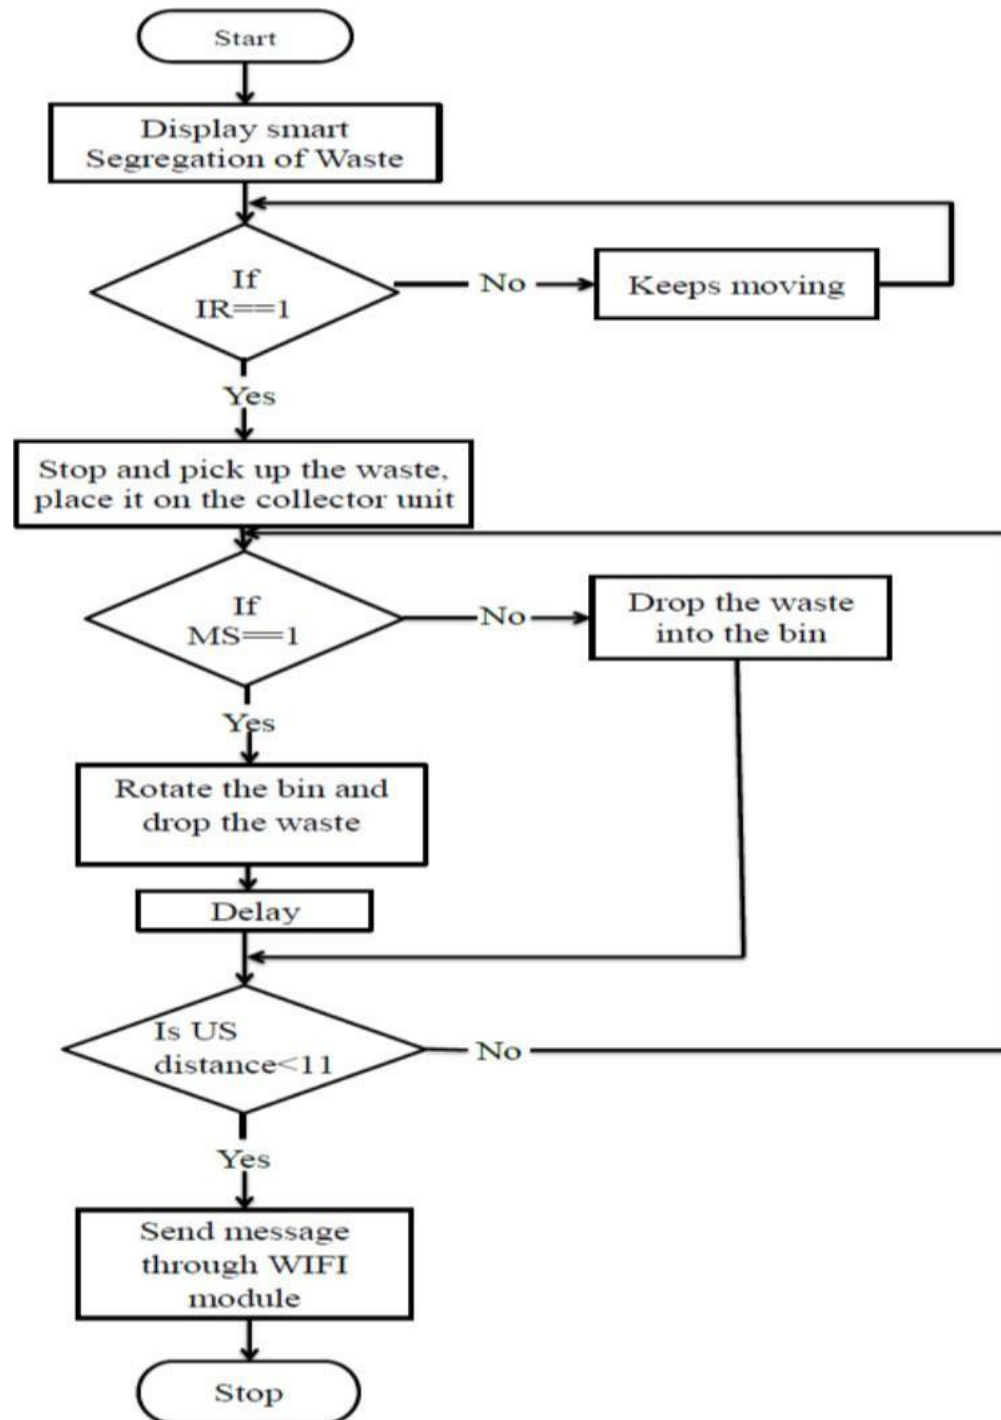 Start
Display smart
Segregation of Waste
If
IR==1
No
Keeps moving
Yes
Stop and pick up the waste,
place it on the collector unit
If
MS==1
No
Drop the waste
into the bin
Yes
Rotate the bin and
drop the waste
Delay
Is US
distance<11
No
Yes
Send message
through WIFI
module
Stop